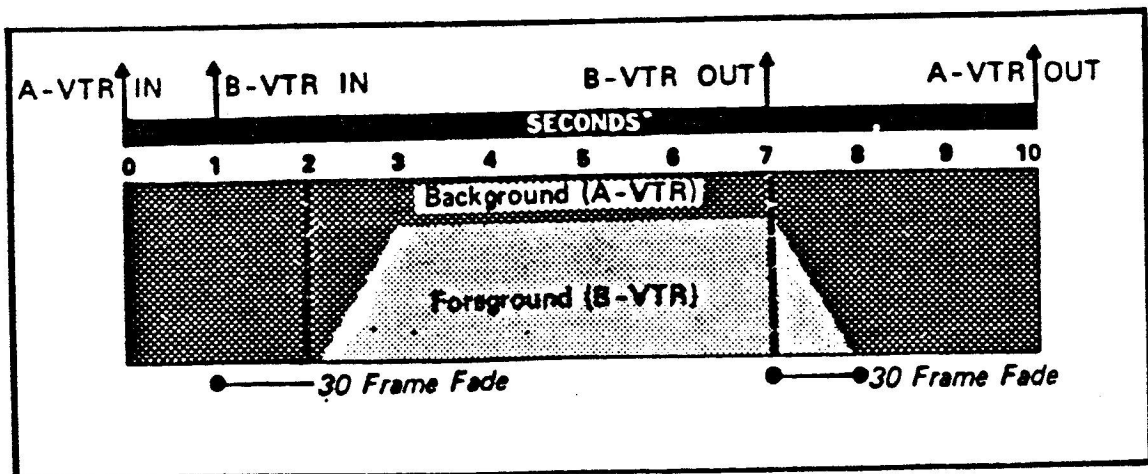 A-VTR IN B-VTR IN B-VTR OUT A-VTR OUT
SECONDS
0 1 2 3 4 5 6 7 8 9 10
Background (A-VTR)
Foreground (B-VTR)
30 Frame Fade 30 Frame Fade